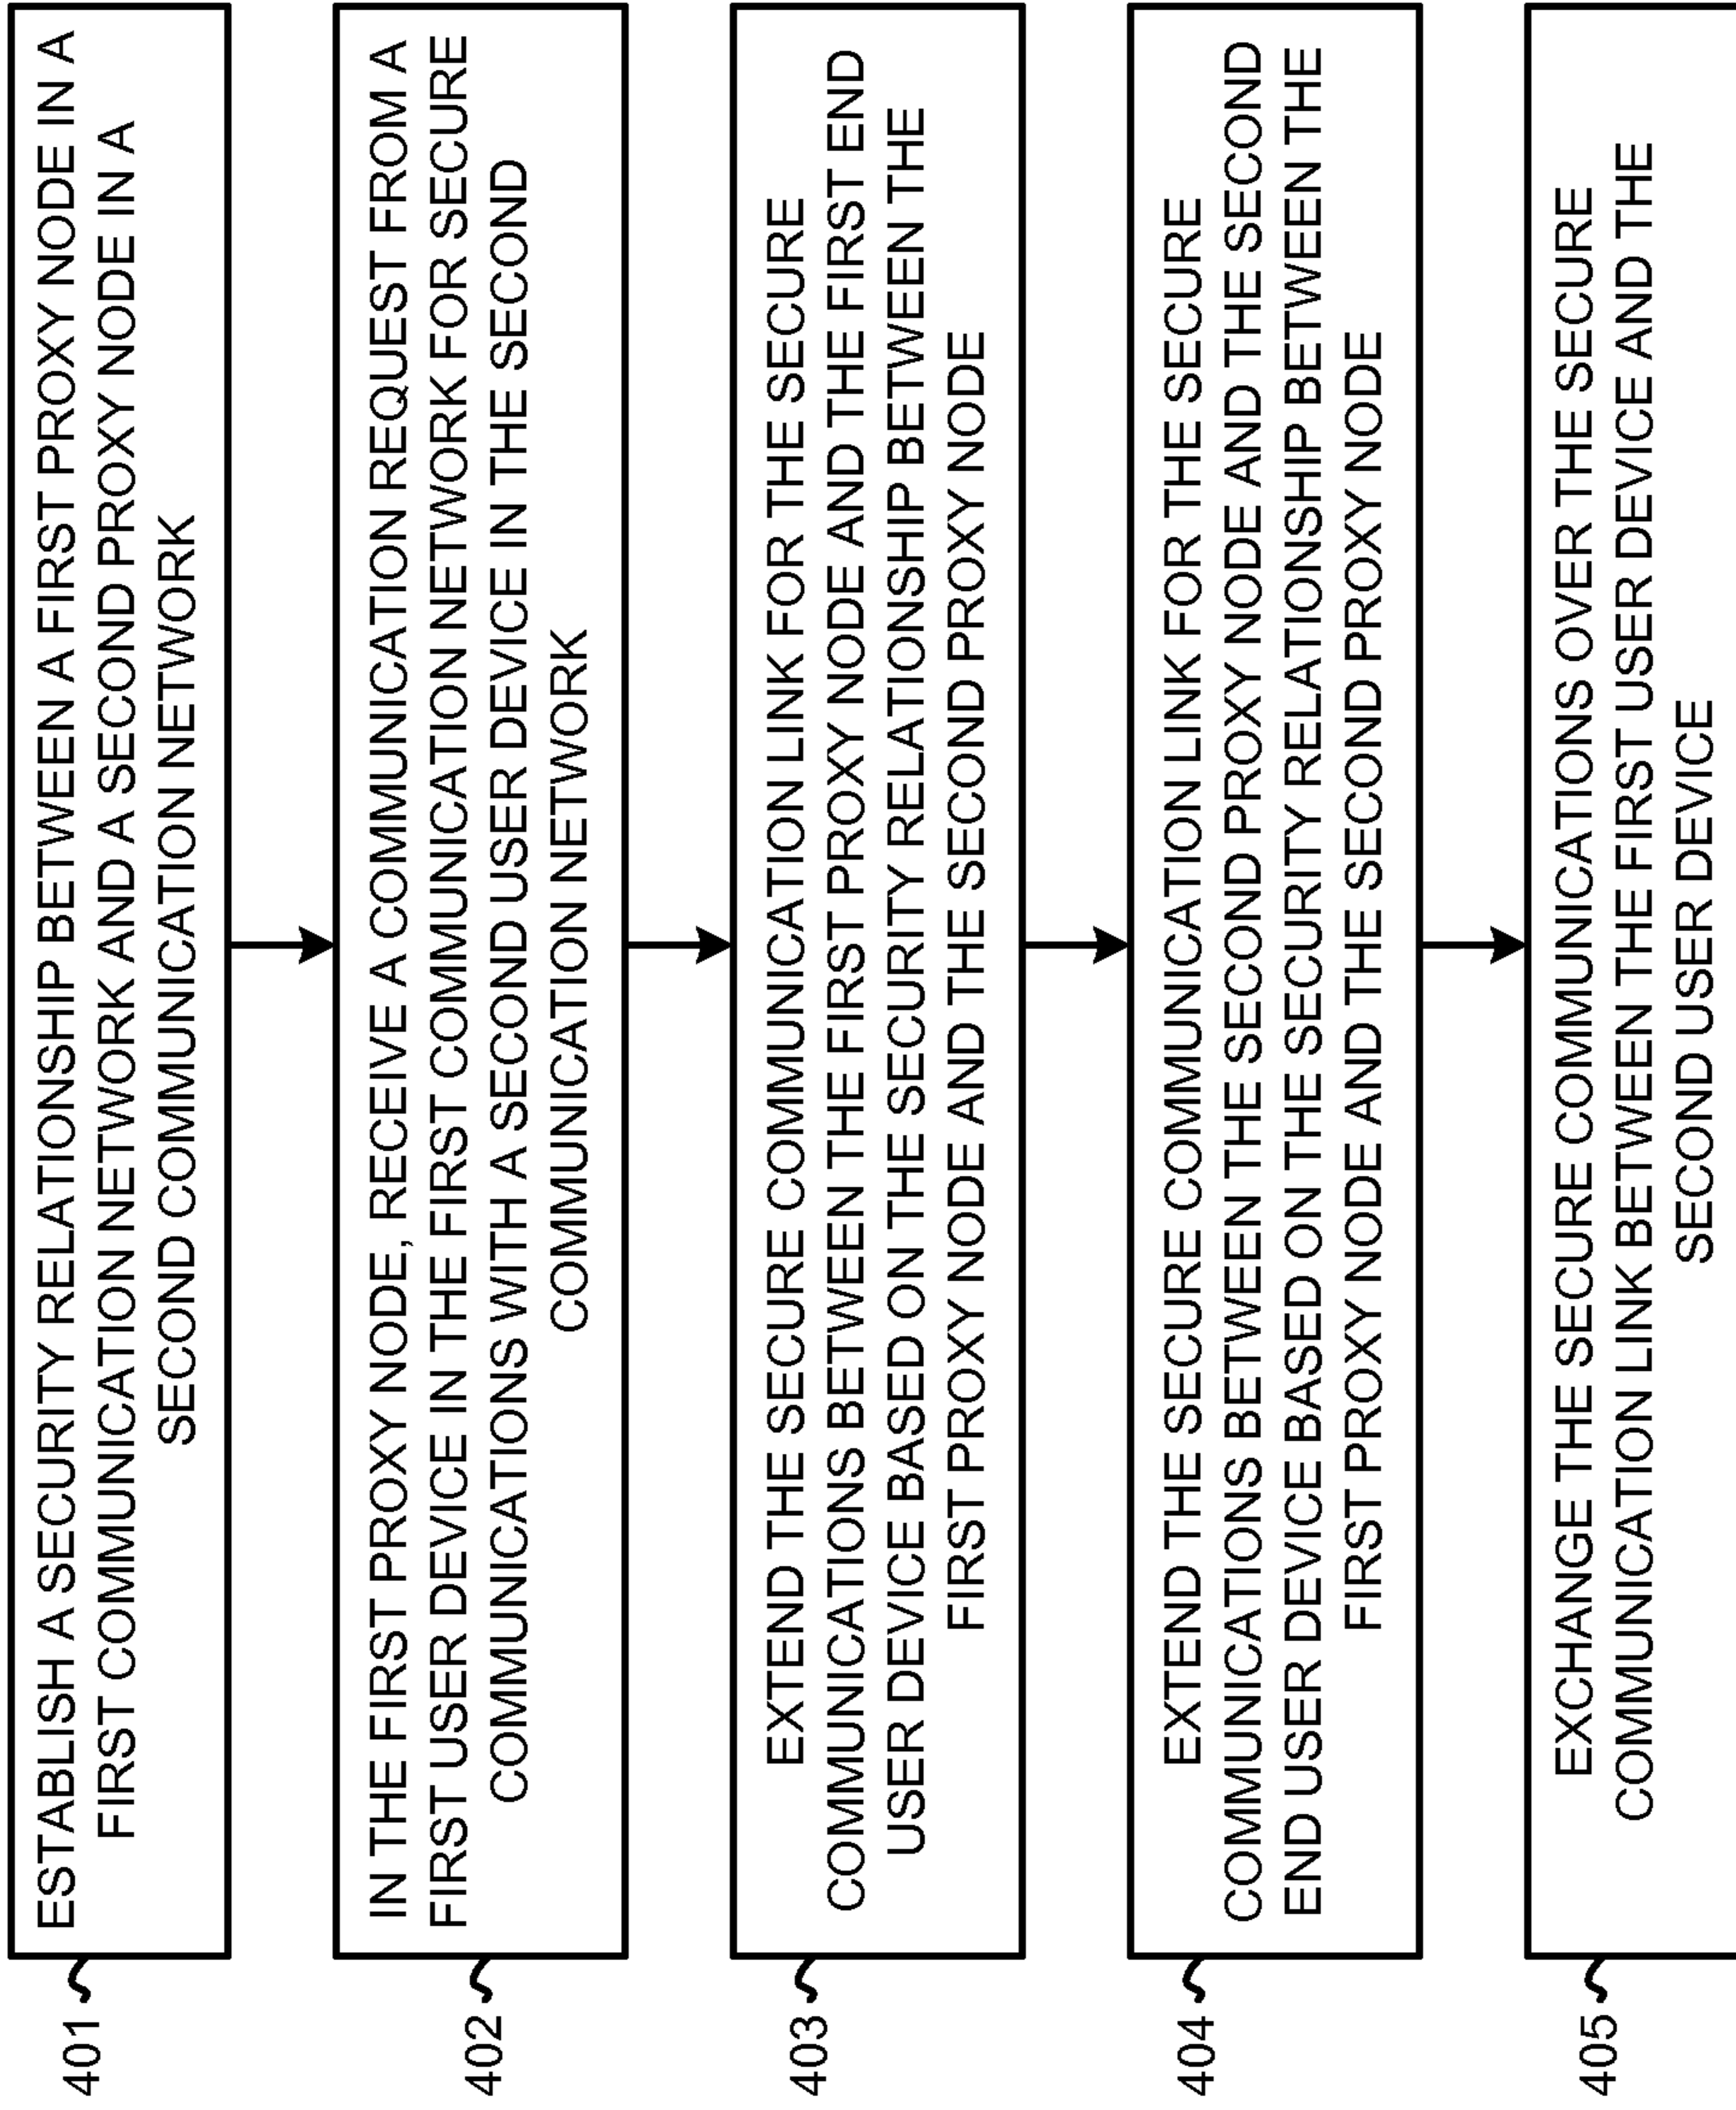 401
ESTABLISH A SECURITY RELATIONSHIP BETWEEN A FIRST PROXY NODE IN A
FIRST COMMUNICATION NETWORK AND A SECOND PROXY NODE IN A
SECOND COMMUNICATION NETWORK
402
IN THE FIRST PROXY NODE, RECEIVE A COMMUNICATION REQUEST FROM A
FIRST USER DEVICE IN THE FIRST COMMUNICATION NETWORK FOR SECURE
COMMUNICATIONS WITH A SECOND USER DEVICE IN THE SECOND
COMMUNICATION NETWORK
403
EXTEND THE SECURE COMMUNICATION LINK FOR THE SECURE
COMMUNICATIONS BETWEEN THE FIRST PROXY NODE AND THE FIRST END
USER DEVICE BASED ON THE SECURITY RELATIONSHIP BETWEEN THE
FIRST PROXY NODE AND THE SECOND PROXY NODE
404
EXTEND THE SECURE COMMUNICATION LINK FOR THE SECURE
COMMUNICATIONS BETWEEN THE SECOND PROXY NODE AND THE SECOND
END USER DEVICE BASED ON THE SECURITY RELATIONSHIP BETWEEN THE
FIRST PROXY NODE AND THE SECOND PROXY NODE
405
EXCHANGE THE SECURE COMMUNICATIONS OVER THE SECURE
COMMUNICATION LINK BETWEEN THE FIRST USER DEVICE AND THE
SECOND USER DEVICE